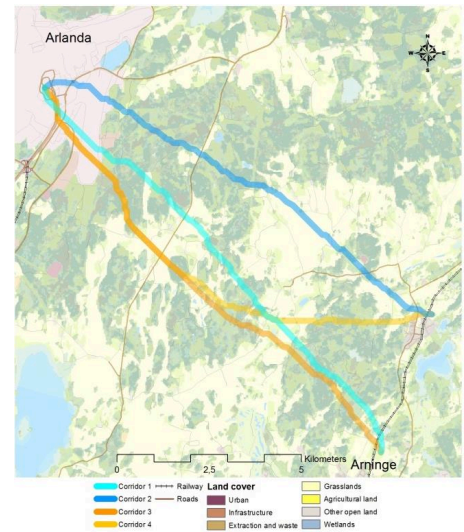 Arlanda
N
W E
S
Arninge
Kilometers
0 2,5 5
Corridor 1 Railway Land cover Grasslands
Corridor 2 Roads Urban Agricultural land
Corridor 3 Infrastructure Other open land
Corridor 4 Extraction and waste Wetlands